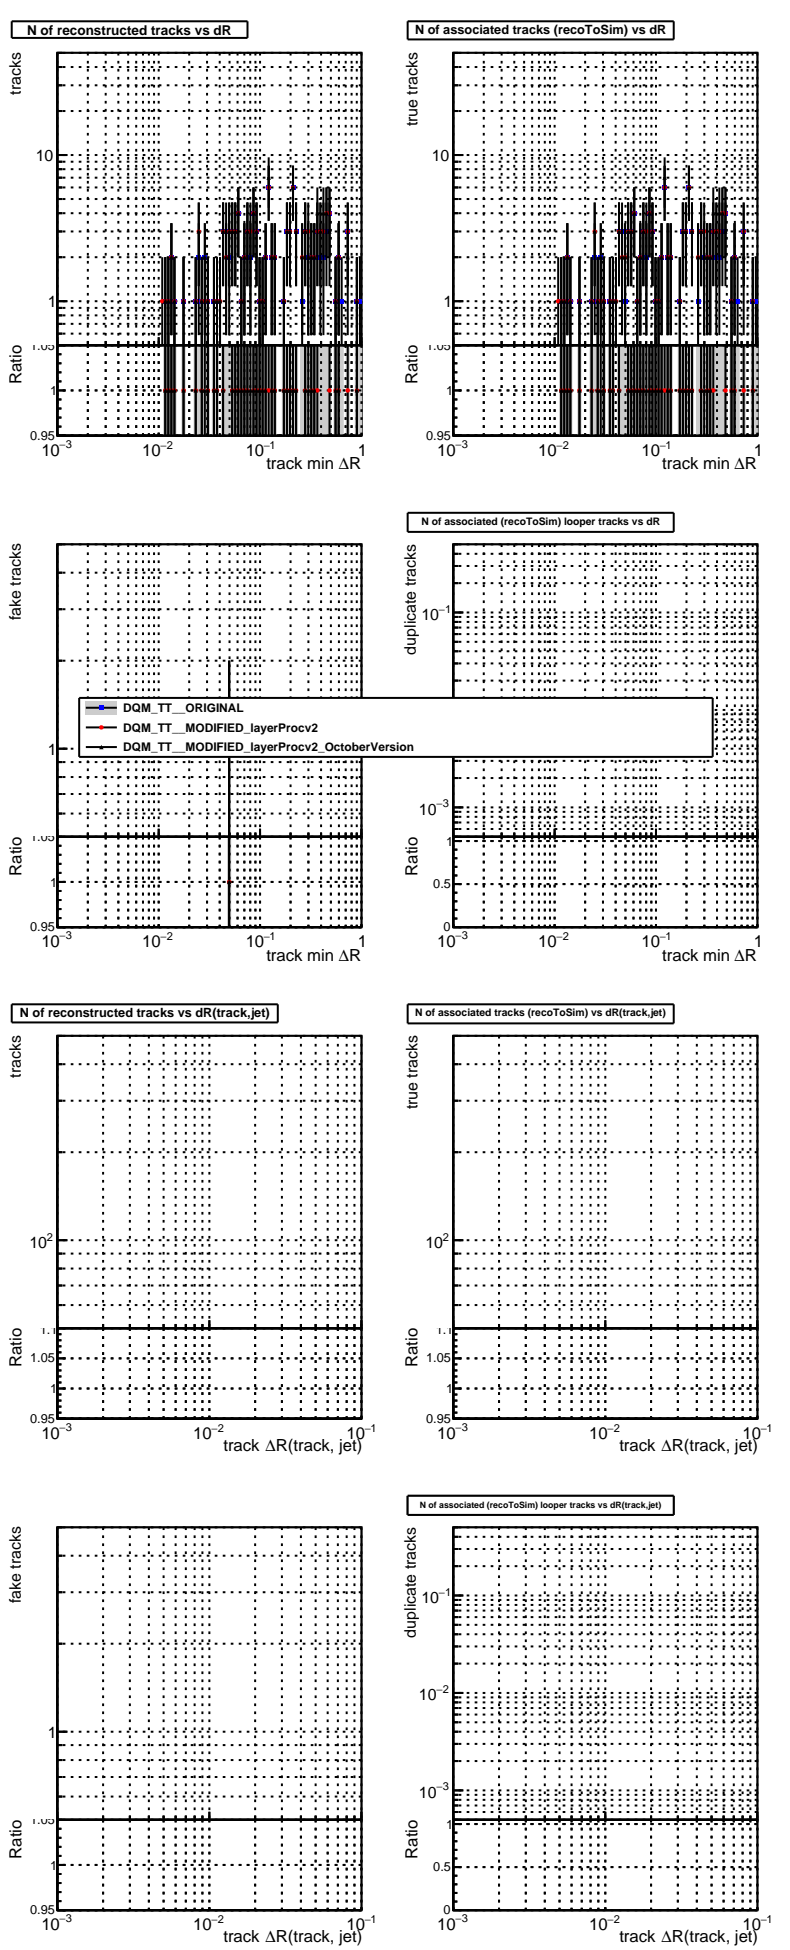 N of reconstructed tracks vs dR
N of associated tracks (recoToSim) vs dR
tracks
10
1
1.05
Ratio
1
0.95
10⁻³ 10⁻² 10⁻¹ 1
track min ΔR
true tracks
10
1
1.05
Ratio
1
0.95
10⁻³ 10⁻² 10⁻¹ 1
track min ΔR
N of associated (recoToSim) looper tracks vs dR
fake tracks
1
1.05
Ratio
1
0.95
10⁻³ 10⁻² 10⁻¹ 1
track min ΔR
duplicate tracks
10⁻¹
10⁻³
Ratio
1
0.5
0
10⁻³ 10⁻² 10⁻¹ 1
track min ΔR
DQM_TT__ORIGINAL
DQM_TT__MODIFIED_layerProcv2
DQM_TT__MODIFIED_layerProcv2_OctoberVersion
N of reconstructed tracks vs dR(track,jet)
N of associated tracks (recoToSim) vs dR(track,jet)
tracks
10²
1.1
Ratio
1.05
1
0.95
10⁻³ 10⁻² 10⁻¹
track ΔR(track, jet)
true tracks
10²
1.1
Ratio
1.05
1
0.95
10⁻³ 10⁻² 10⁻¹
track ΔR(track, jet)
N of associated (recoToSim) looper tracks vs dR(track,jet)
fake tracks
1
1.05
Ratio
1
0.95
10⁻³ 10⁻² 10⁻¹
track ΔR(track, jet)
duplicate tracks
10⁻¹
10⁻²
10⁻³
Ratio
1
0.5
0
10⁻³ 10⁻² 10⁻¹
track ΔR(track, jet)